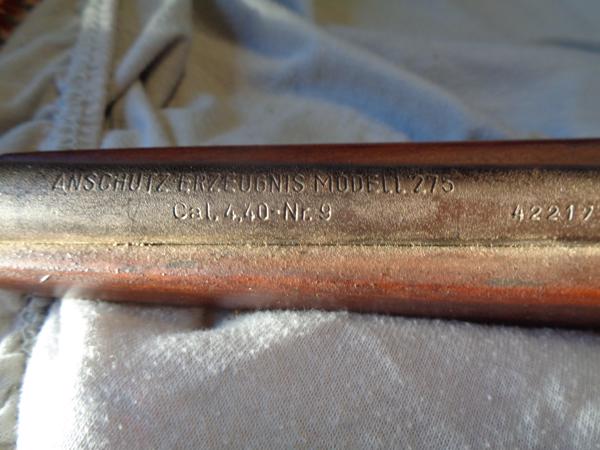 ANSCHUTZ ERZEUGNIS MODELL 275
Cal. 4,40·Nr. 9 42217